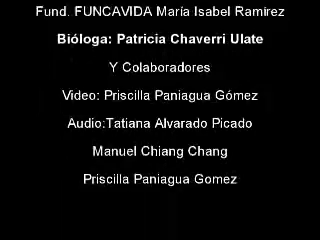 Fund. FUNCAVIDA María Isabel Ramírez
Bióloga: Patricia Chaverri Ulate
Y Colaboradores
Video: Priscilla Paniagua Gómez
Audio:Tatiana Alvarado Picado
Manuel Chiang Chang
Priscilla Paniagua Gomez